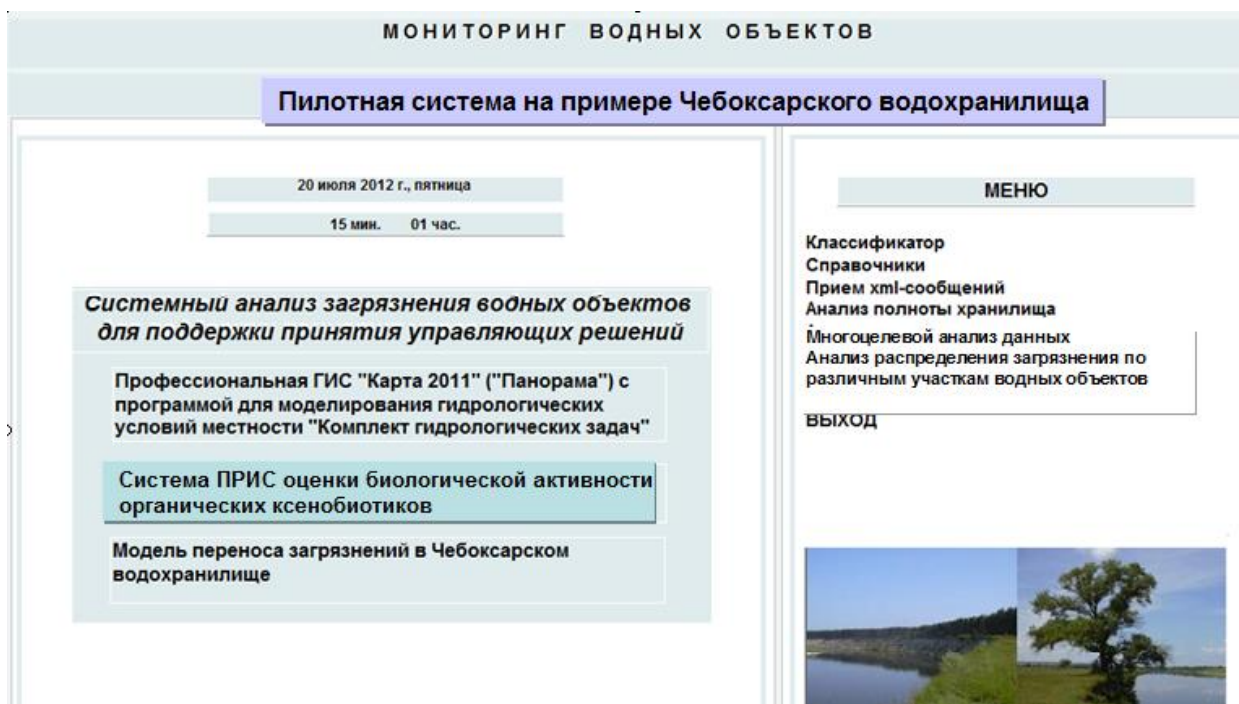 МОНИТОРИНГ ВОДНЫХ ОБЪЕКТОВ
Пилотная система на примере Чебоксарского водохранилища
20 июля 2012 г., пятница
15 мин. 01 час.
Системный анализ загрязнения водных объектов
для поддержки принятия управляющих решений
Профессиональная ГИС "Карта 2011" ("Панорама") с
программой для моделирования гидрологических
условий местности "Комплект гидрологических задач"
Система ПРИС оценки биологической активности
органических ксенобиотиков
Модель переноса загрязнений в Чебоксарском
водохранилище
МЕНЮ
Классификатор
Справочники
Прием xml-сообщений
Анализ полноты хранилища
Многоцелевой анализ данных
Анализ распределения загрязнения по
различным участкам водных объектов
ВЫХОД